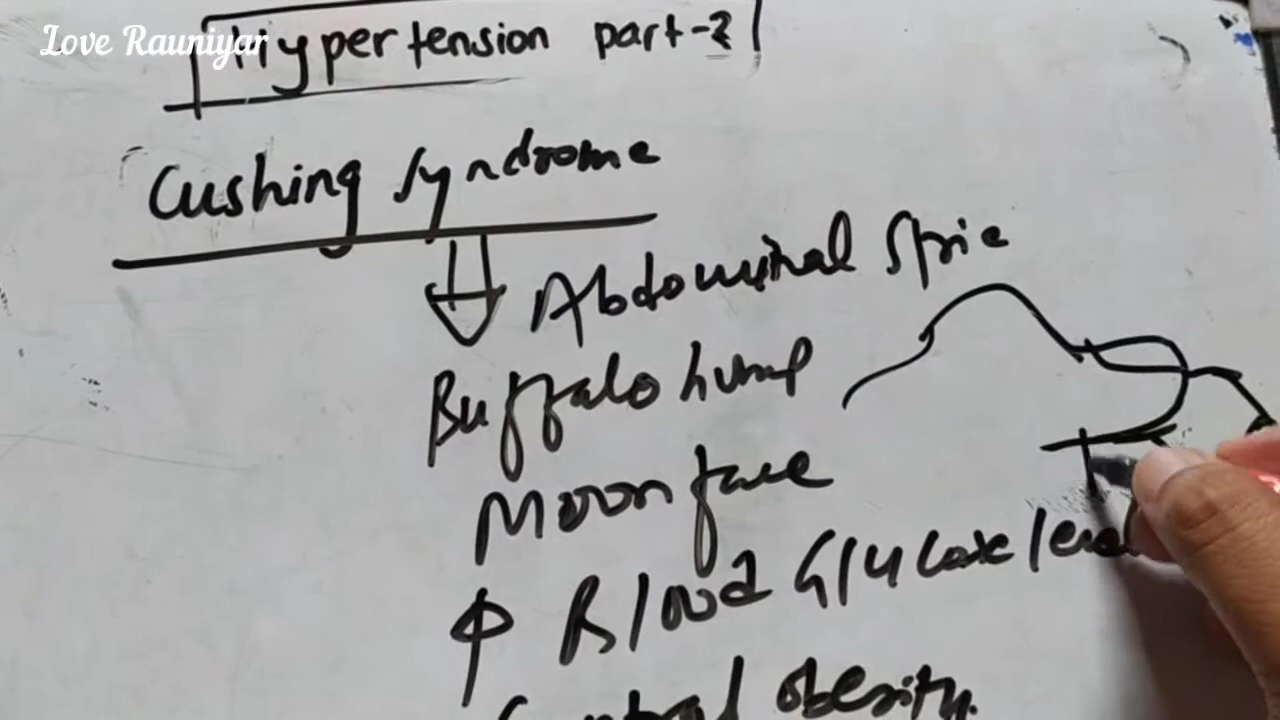 Love Rauniyar
Hypertension part-2
Cushing Syndrome
Abdominal Strie
Buffalo hump
Moon face
↑ Blood Glucose level
Central obesity.